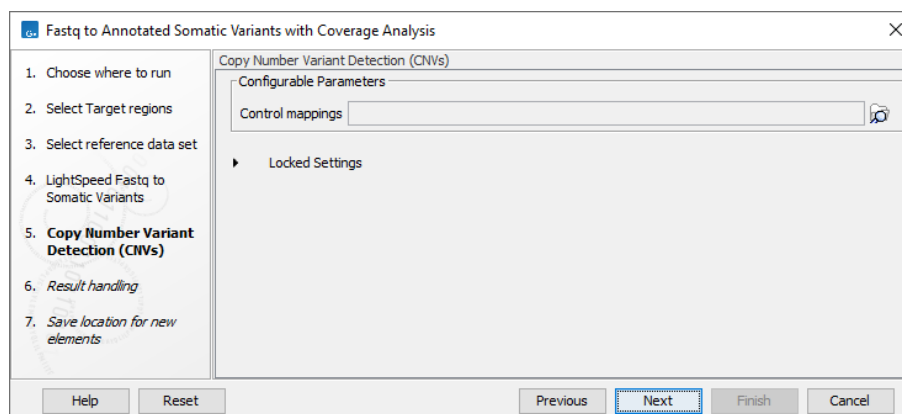 Fastq to Annotated Somatic Variants with Coverage Analysis
1. Choose where to run
2. Select Target regions
3. Select reference data set
4. LightSpeed Fastq to
Somatic Variants
5. Copy Number Variant
Detection (CNVs)
6. Result handling
7. Save location for new
elements
Copy Number Variant Detection (CNVs)
Configurable Parameters
Control mappings
Locked Settings
Help Reset Previous Next Finish Cancel